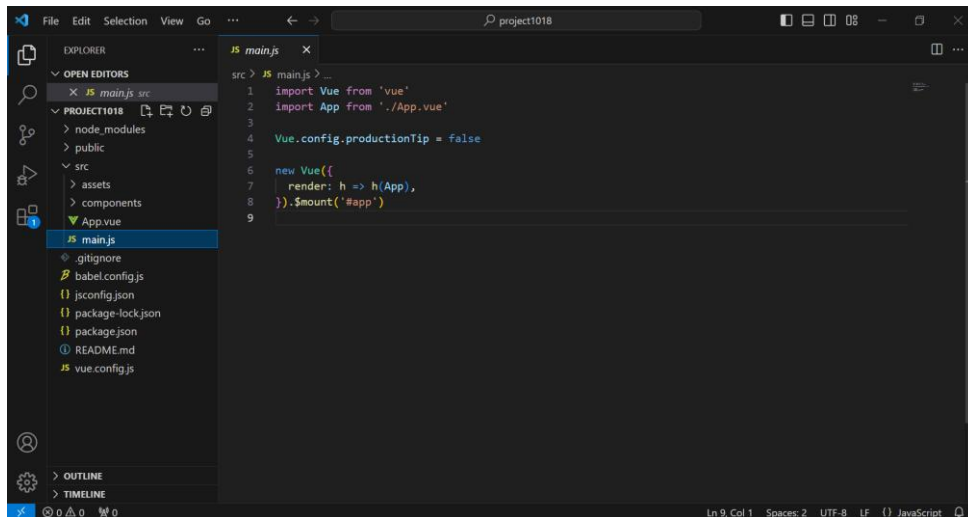 File Edit Selection View Go ... project1018
EXPLORER ...
OPEN EDITORS
JS main.js src
PROJECT1018
node_modules
public
src
assets
components
App.vue
JS main.js
.gitignore
babel.config.js
{} jsconfig.json
{} package-lock.json
{} package.json
README.md
JS vue.config.js
OUTLINE
TIMELINE
JS main.js
src > JS main.js > ...
1 import Vue from 'vue'
2 import App from './App.vue'
3
4 Vue.config.productionTip = false
5
6 new Vue({
7 render: h => h(App),
8 }).$mount('#app')
9
1
0 0 0 Ln 9, Col 1 Spaces: 2 UTF-8 LF {} JavaScript